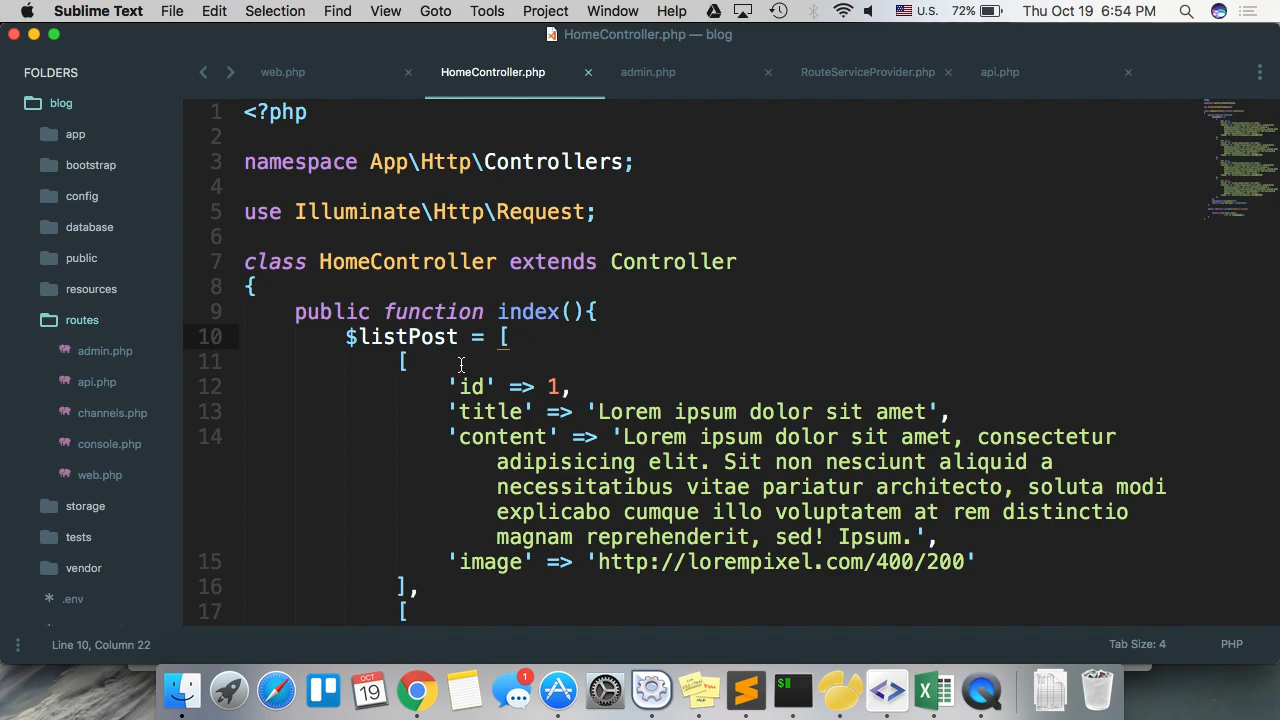 Sublime Text File Edit Selection Find View Goto Tools Project Window Help U.S. 72% Thu Oct 19 6:54 PM
HomeController.php — blog
FOLDERS
web.php HomeController.php admin.php RouteServiceProvider.php api.php
blog
app
bootstrap
config
database
public
resources
routes
admin.php
api.php
channels.php
console.php
web.php
storage
tests
vendor
.env
1 <?php
2
3 namespace App\Http\Controllers;
4
5 use Illuminate\Http\Request;
6
7 class HomeController extends Controller
8 {
9 public function index(){
10 $listPost = [
11 [
12 'id' => 1,
13 'title' => 'Lorem ipsum dolor sit amet',
14 'content' => 'Lorem ipsum dolor sit amet, consectetur
adipisicing elit. Sit non nesciunt aliquid a
necessitatibus vitae pariatur architecto, soluta modi
explicabo cumque illo voluptatem at rem distinctio
magnam reprehenderit, sed! Ipsum.',
15 'image' => 'http://lorempixel.com/400/200'
16 ],
17 [
Line 10, Column 22 Tab Size: 4 PHP
OCT
19
1